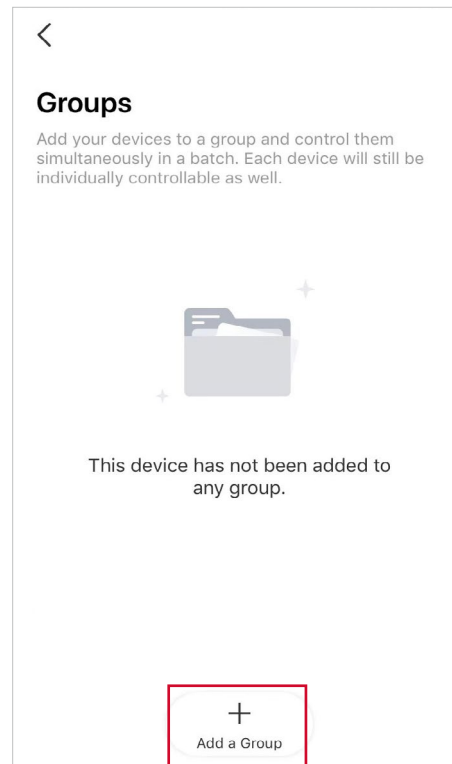 Groups
Add your devices to a group and control them
simultaneously in a batch. Each device will still be
individually controllable as well.
This device has not been added to
any group.
Add a Group